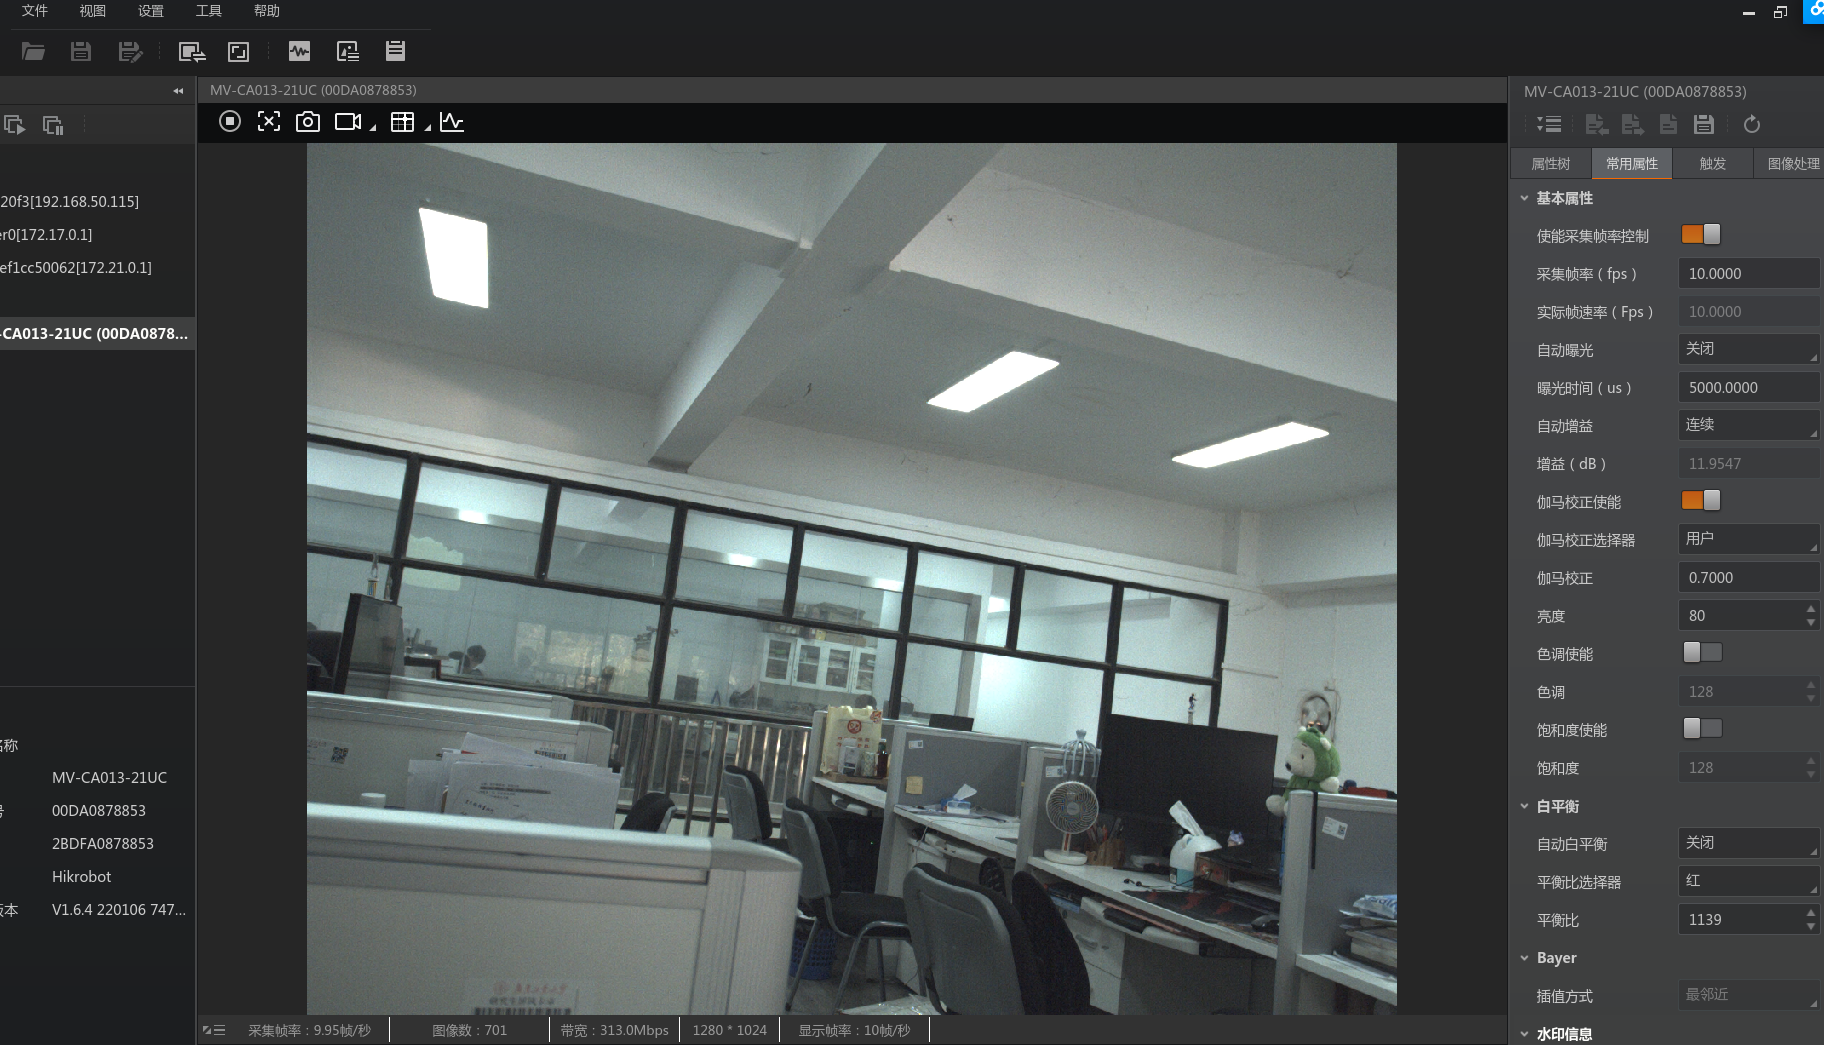 文件 视图 设置 工具 帮助
MV-CA013-21UC (00DA0878853)
20f3[192.168.50.115]
er0[172.17.0.1]
ef1cc50062[172.21.0.1]
-CA013-21UC (00DA0878...
名称
MV-CA013-21UC
号 00DA0878853
2BDFA0878853
Hikrobot
版本 V1.6.4 220106 747...
采集帧率：9.95帧/秒 图像数：701 带宽：313.0Mbps 1280 * 1024 显示帧率：10帧/秒
MV-CA013-21UC (00DA0878853)
属性树 常用属性 触发 图像处理
基本属性
使能采集帧率控制
采集帧率（fps） 10.0000
实际帧速率（Fps） 10.0000
自动曝光 关闭
曝光时间（us） 5000.0000
自动增益 连续
增益（dB） 11.9547
伽马校正使能
伽马校正选择器 用户
伽马校正 0.7000
亮度 80
色调使能
色调 128
饱和度使能
饱和度 128
白平衡
自动白平衡 关闭
平衡比选择器 红
平衡比 1139
Bayer
插值方式 最邻近
水印信息